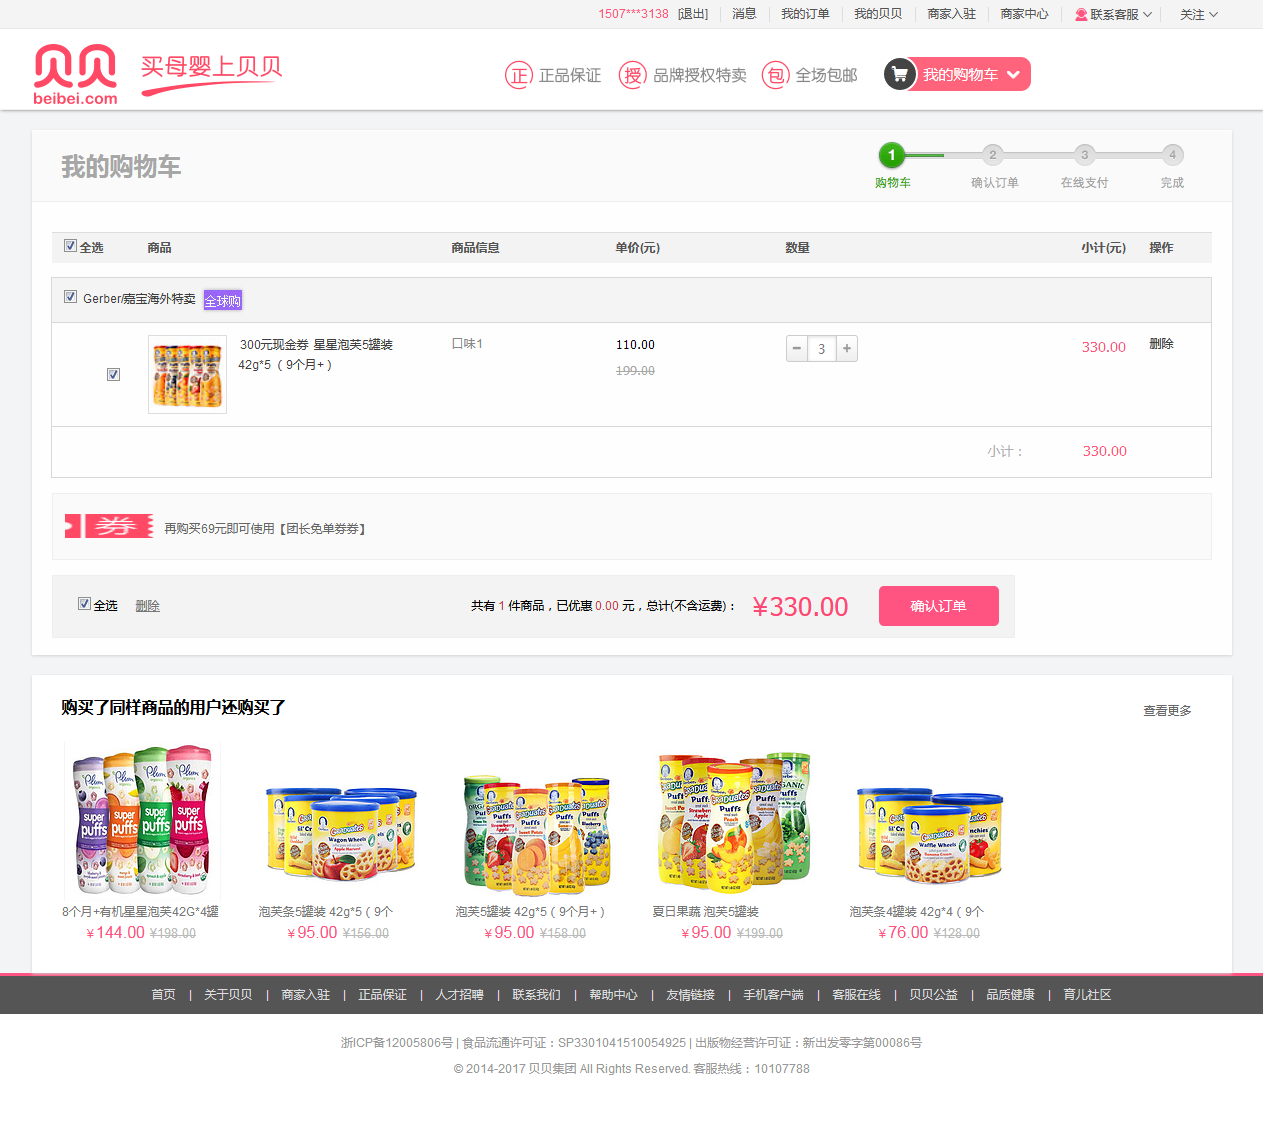 1507***3138 [退出] 消息 我的订单 我的贝贝 商家入驻 商家中心 联系客服 关注
贝贝 买母婴上贝贝
beibei.com
正 正品保证 授 品牌授权特卖 包 全场包邮 我的购物车
我的购物车
1 2 3 4
购物车 确认订单 在线支付 完成
全选 商品 商品信息 单价(元) 数量 小计(元) 操作
Gerber/嘉宝海外特卖 全球购
300元现金券 星星泡芙5罐装 口味1 110.00 - 3 + 330.00 删除
42g*5（9个月+） 199.00
小计： 330.00
券 再购买69元即可使用【团长免单券券】
全选 删除 共有 1 件商品，已优惠 0.00 元，总计(不含运费)： ¥330.00 确认订单
购买了同样商品的用户还购买了 查看更多
8个月+有机星星泡芙42G*4罐 泡芙条5罐装 42g*5（9个 泡芙5罐装 42g*5（9个月+） 夏日果蔬 泡芙5罐装 泡芙条4罐装 42g*4（9个
¥144.00 ¥198.00 ¥95.00 ¥156.00 ¥95.00 ¥158.00 ¥95.00 ¥199.00 ¥76.00 ¥128.00
首页 | 关于贝贝 | 商家入驻 | 正品保证 | 人才招聘 | 联系我们 | 帮助中心 | 友情链接 | 手机客户端 | 客服在线 | 贝贝公益 | 品质健康 | 育儿社区
浙ICP备12005806号 | 食品流通许可证：SP3301041510054925 | 出版物经营许可证：新出发零字第00086号
© 2014-2017 贝贝集团 All Rights Reserved. 客服热线：10107788